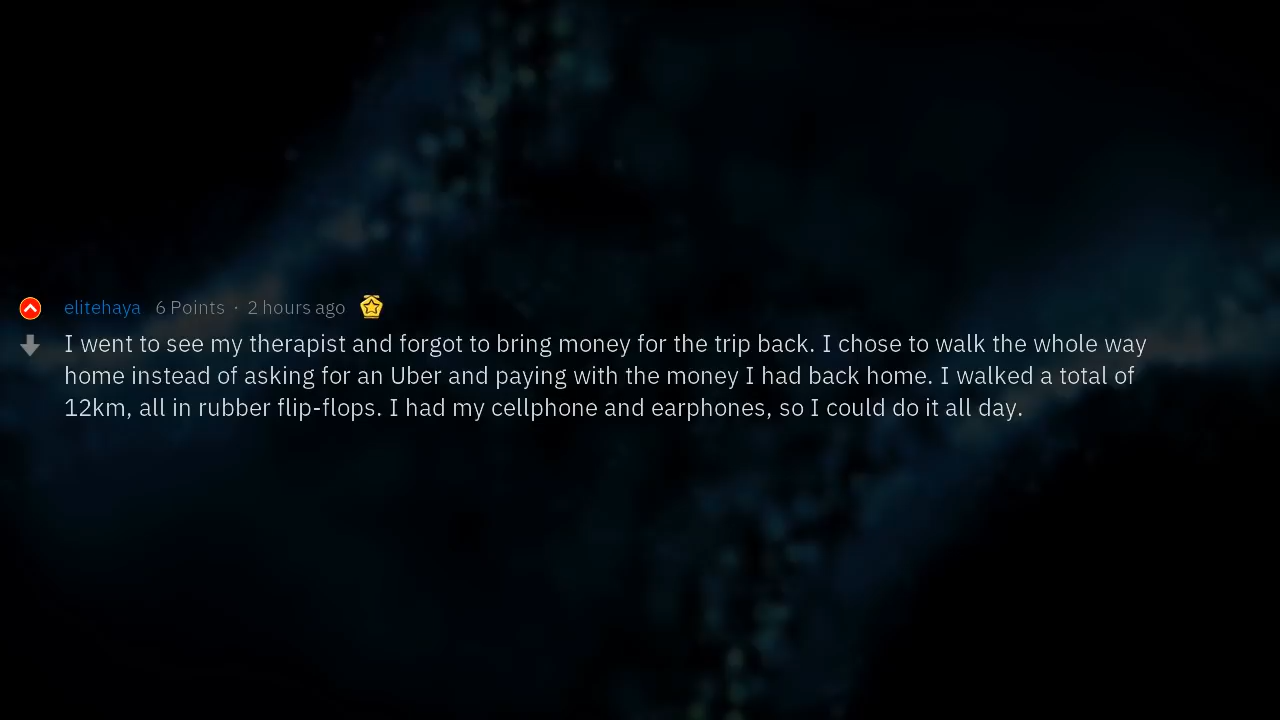 elitehaya 6 Points · 2 hours ago
I went to see my therapist and forgot to bring money for the trip back. I chose to walk the whole way
home instead of asking for an Uber and paying with the money I had back home. I walked a total of
12km, all in rubber flip-flops. I had my cellphone and earphones, so I could do it all day.